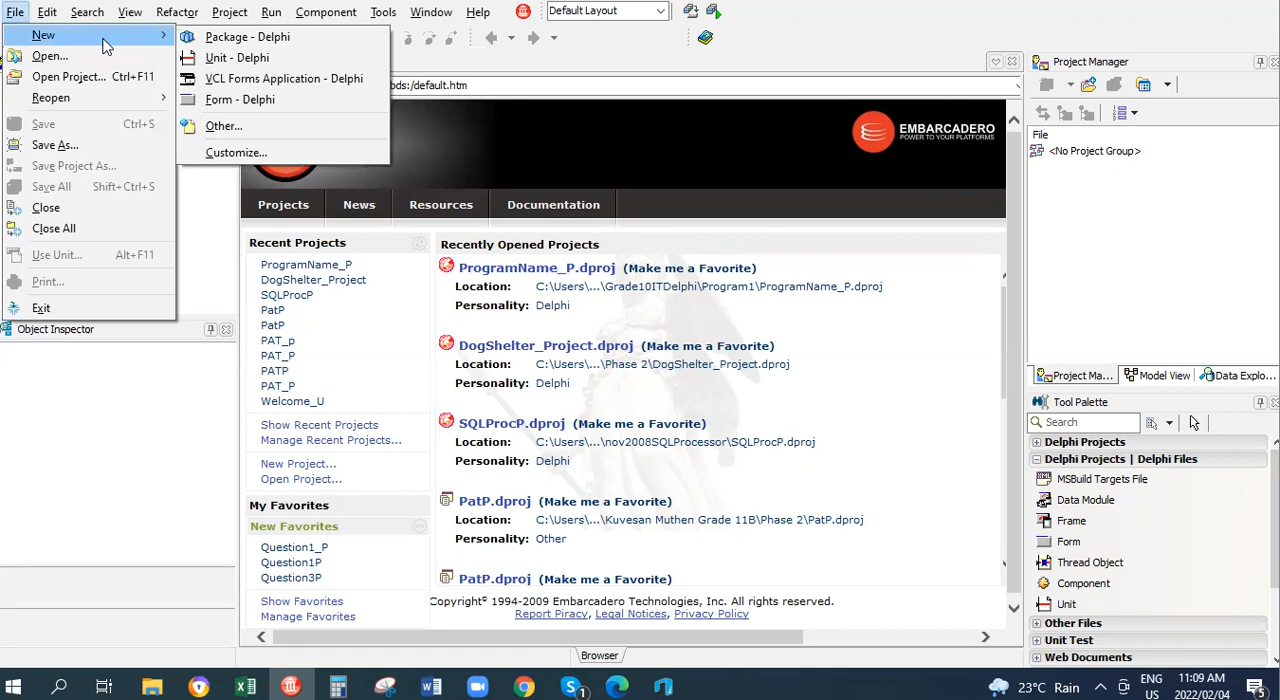 File Edit Search View Refactor Project Run Component Tools Window Help Default Layout
New
Open...
Open Project... Ctrl+F11
Reopen
Save Ctrl+S
Save As...
Save Project As...
Save All Shift+Ctrl+S
Close
Close All
Use Unit... Alt+F11
Print...
Exit
Package - Delphi
Unit - Delphi
VCL Forms Application - Delphi
Form - Delphi
Other...
Customize...
bds:/default.htm
EMBARCADERO
POWER TO YOUR PLATFORMS
Projects News Resources Documentation
Recent Projects
ProgramName_P
DogShelter_Project
SQLProcP
PatP
PatP
PAT_p
PAT_P
PATP
PAT_P
Welcome_U
Show Recent Projects
Manage Recent Projects...
New Project...
Open Project...
My Favorites
New Favorites
Question1_P
Question1P
Question3P
Show Favorites
Manage Favorites
Recently Opened Projects
ProgramName_P.dproj (Make me a Favorite)
Location: C:\Users\...\Grade10ITDelphi\Program1\ProgramName_P.dproj
Personality: Delphi
DogShelter_Project.dproj (Make me a Favorite)
Location: C:\Users\...\Phase 2\DogShelter_Project.dproj
Personality: Delphi
SQLProcP.dproj (Make me a Favorite)
Location: C:\Users\...\nov2008SQLProcessor\SQLProcP.dproj
Personality: Delphi
PatP.dproj (Make me a Favorite)
Location: C:\Users\...\Kuvesan Muthen Grade 11B\Phase 2\PatP.dproj
Personality: Other
PatP.dproj (Make me a Favorite)
Copyright© 1994-2009 Embarcadero Technologies, Inc. All rights reserved.
Report Piracy, Legal Notices, Privacy Policy
Browser
Object Inspector
Project Manager
File
<No Project Group>
Project Ma... Model View Data Explo...
Tool Palette
Search
Delphi Projects
Delphi Projects | Delphi Files
MSBuild Targets File
Data Module
Frame
Form
Thread Object
Component
Unit
Other Files
Unit Test
Web Documents
23°C Rain
ENG
US
11:09 AM
2022/02/04
1
5